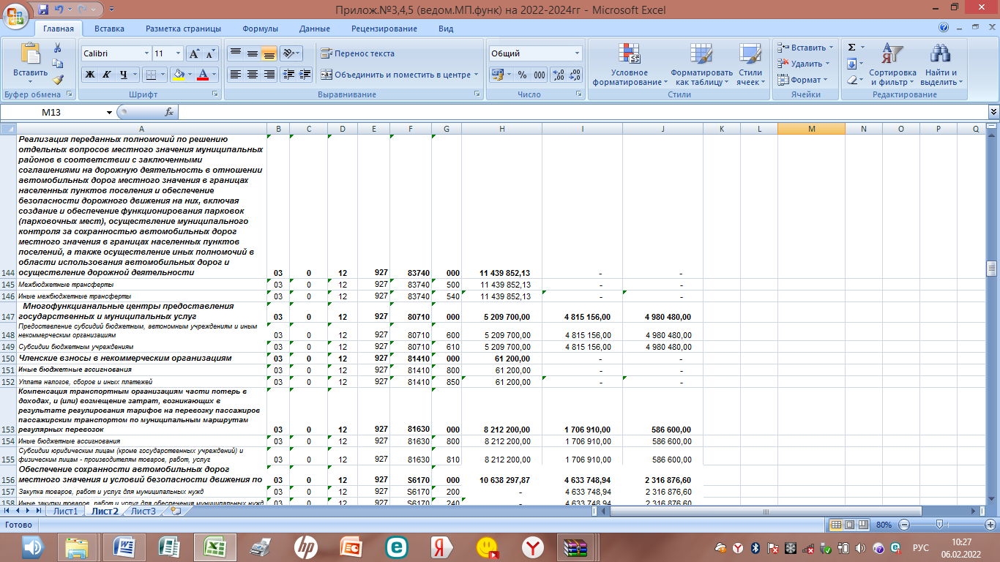 Прилож.№3,4,5 (ведом.МП.функ) на 2022-2024гг - Microsoft Excel
Главная Вставка Разметка страницы Формулы Данные Рецензирование Вид
Вставить
Буфер обмена
Calibri 11
Ж К Ч
Шрифт
Перенос текста
Объединить и поместить в центре
Выравнивание
Общий
% 000
Число
Условное форматирование
Форматировать как таблицу
Стили ячеек
Стили
Вставить
Удалить
Формат
Ячейки
Σ
Сортировка и фильтр
Найти и выделить
Редактирование
M13 fx
A B C D E F G H I J K L M N O P Q
Реализация переданных полномочий по решению
отдельных вопросов местного значения муниципальных
районов в соответствии с заключенными
соглашениями на дорожную деятельность в отношении
автомобильных дорог местного значения в границах
населенных пунктов поселения и обеспечение
безопасности дорожного движения на них, включая
создание и обеспечение функционирования парковок
(парковочных мест), осуществление муниципального
контроля за сохранностью автомобильных дорог
местного значения в границах населенных пунктов
поселений, а также осуществление иных полномочий в
области использования автомобильных дорог и
144 осуществление дорожной деятельности 03 0 12 927 83740 000 11 439 852,13 - -
145 Межбюджетные трансферты 03 0 12 927 83740 500 11 439 852,13 - -
146 Иные межбюджетные трансферты 03 0 12 927 83740 540 11 439 852,13 - -
Многофункцианальные центры предоставления
147 государственных и муниципальных услуг 03 0 12 927 80710 000 5 209 700,00 4 815 156,00 4 980 480,00
Предоставление субсидий бюджетным, автономным учреждениям и иным
148 некоммерческим организациям 03 0 12 927 80710 600 5 209 700,00 4 815 156,00 4 980 480,00
149 Субсидии бюджетным учреждениям 03 0 12 927 80710 610 5 209 700,00 4 815 156,00 4 980 480,00
150 Членские взносы в некоммерческим организациям 03 0 12 927 81410 000 61 200,00 - -
151 Иные бюджетные ассигнования 03 0 12 927 81410 800 61 200,00 - -
152 Уплата налогов, сборов и иных платежей 03 0 12 927 81410 850 61 200,00 - -
Компенсация транспортным организациям части потерь в
доходах, и (или) возмещение затрат, возникающих в
результате регулирования тарифов на перевозку пассажиров
пассажирским транспортом по муниципальным маршрутам
153 регулярных перевозок 03 0 12 927 81630 000 8 212 200,00 1 706 910,00 586 600,00
154 Иные бюджетные ассигнования 03 0 12 927 81630 800 8 212 200,00 1 706 910,00 586 600,00
Субсидии юридическим лицам (кроме государственных учреждений) и
155 физическим лицам - производителям товаров, работ, услуг 03 0 12 927 81630 810 8 212 200,00 1 706 910,00 586 600,00
Обеспечение сохранности автомобильных дорог
156 местного значения и условий безопасности движения по 03 0 12 927 S6170 000 10 638 297,87 4 633 748,94 2 316 876,60
157 Закупка товаров, работ и услуг для муниципальных нужд 03 0 12 927 S6170 200 - 4 633 748,94 2 316 876,60
158 Иные закупки товаров, работ и услуг для обеспечения муниципальных нужд 03 0 12 927 S6170 240 - 4 633 748,94 2 316 876,60
Лист1 Лист2 Лист3
Готово 80%
РУС 10:27
06.02.2022